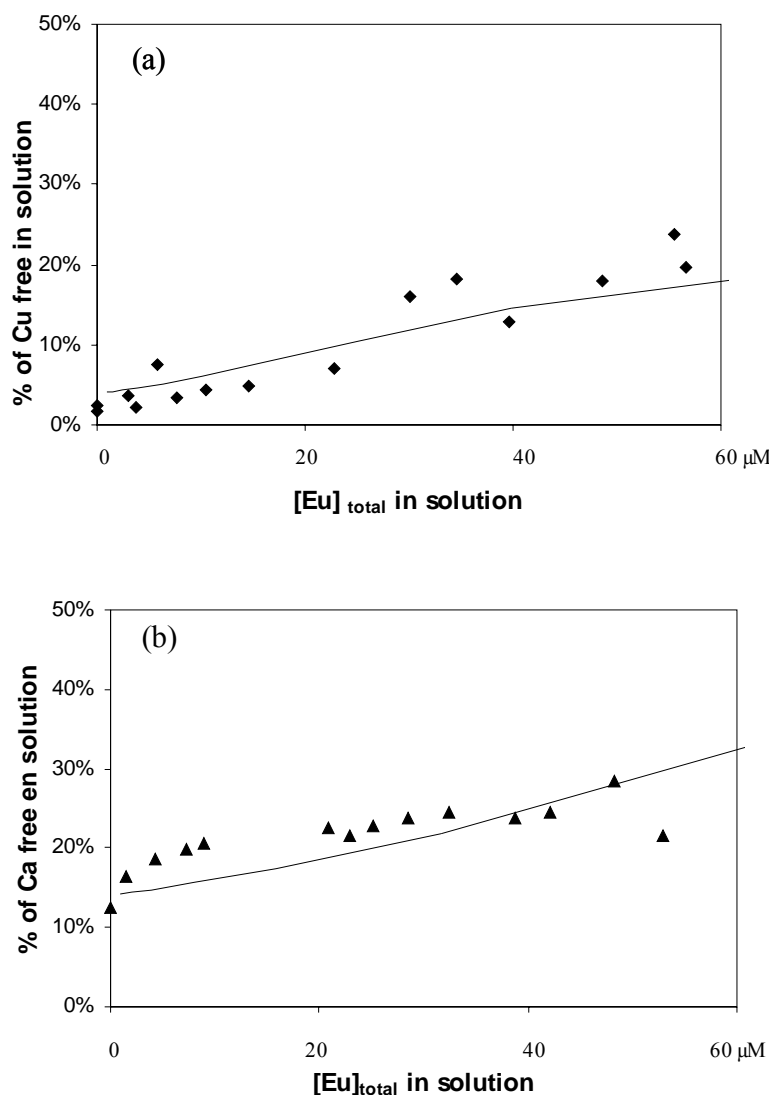 (a)
50%
40%
30%
20%
10%
0%
% of Cu free in solution
0 20 40 60 µM
[Eu] total in solution
(b)
50%
40%
30%
20%
10%
0%
% of Ca free en solution
0 20 40 60 µM
[Eu]total in solution